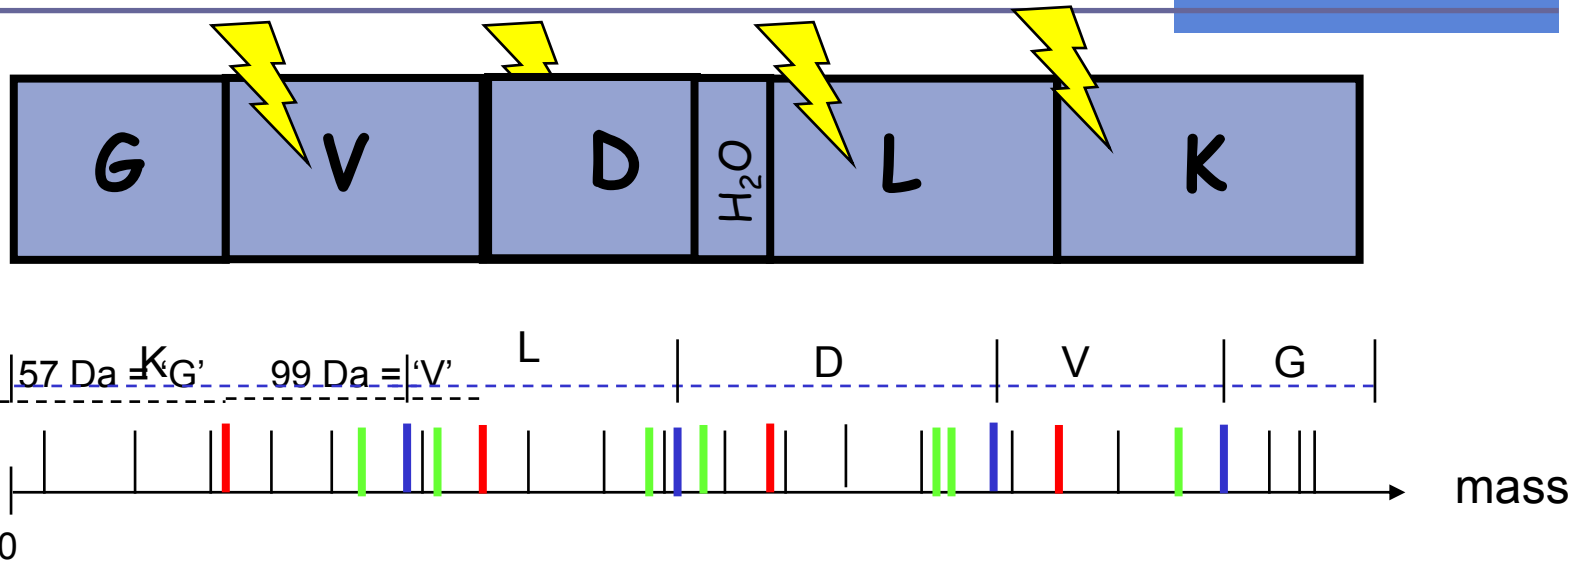 G V D H₂O L K
57 Da = ‘G’ K 99 Da = ‘V’ L D V G
mass
0